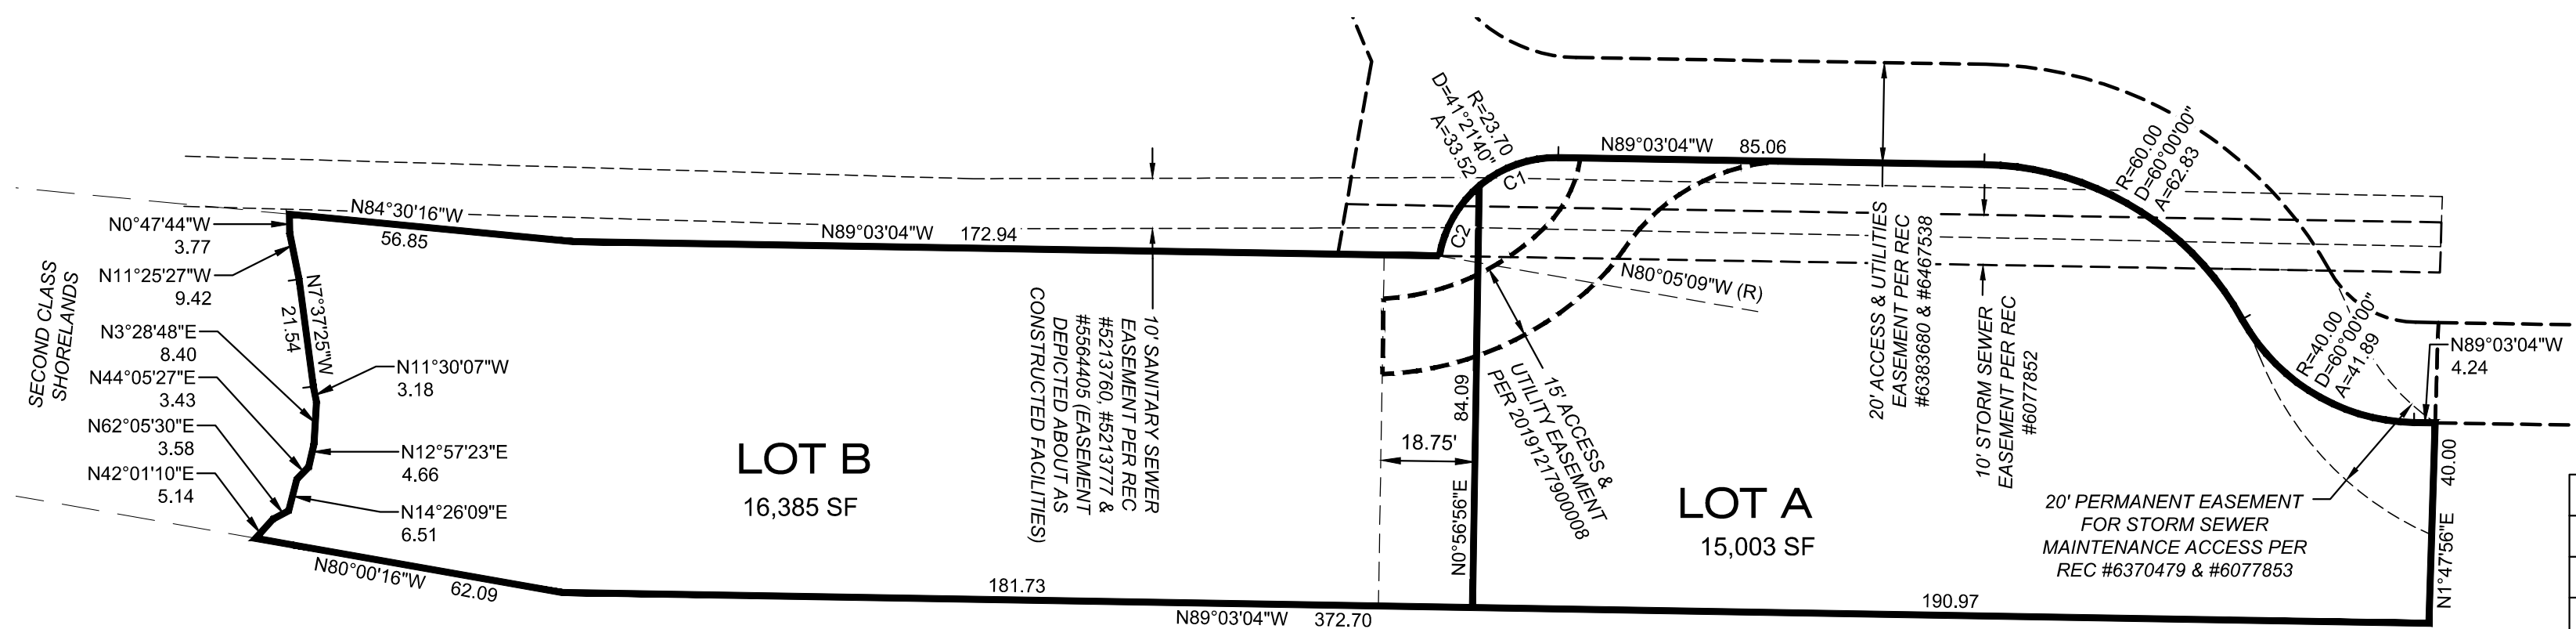 N0°47'44"W
3.77
N11°25'27"W
9.42
N3°28'48"E
8.40
N44°05'27"E
3.43
N62°05'30"E
3.58
N42°01'10"E
5.14
SECOND CLASS
SHORELANDS
N84°30'16"W
56.85
N7°37'25"W
21.54
N11°30'07"W
3.18
N12°57'23"E
4.66
N14°26'09"E
6.51
N80°00'16"W 62.09
N89°03'04"W 172.94
LOT B
16,385 SF
181.73
N89°03'04"W 372.70
10' SANITARY SEWER
EASEMENT PER REC
#5213760, #5213777 &
#5564405 (EASEMENT
DEPICTED ABOUT AS
CONSTRUCTED FACILITIES)
R=23.70
D=41°21'40"
A=33.52
C1
C2
N89°03'04"W 85.06
N80°05'09"W (R)
18.75'
84.09
N0°56'56"E
15' ACCESS &
UTILITY EASEMENT
PER 20191217900008
20' ACCESS & UTILITIES
EASEMENT PER REC
#6383680 & #6467538
10' STORM SEWER
EASEMENT PER REC
#6077852
LOT A
15,003 SF
190.97
R=60.00
D=60°00'00"
A=62.83
R=40.00
D=60°00'00"
A=41.89
N89°03'04"W
4.24
20' PERMANENT EASEMENT
FOR STORM SEWER
MAINTENANCE ACCESS PER
REC #6370479 & #6077853
N1°47'56"E 40.00